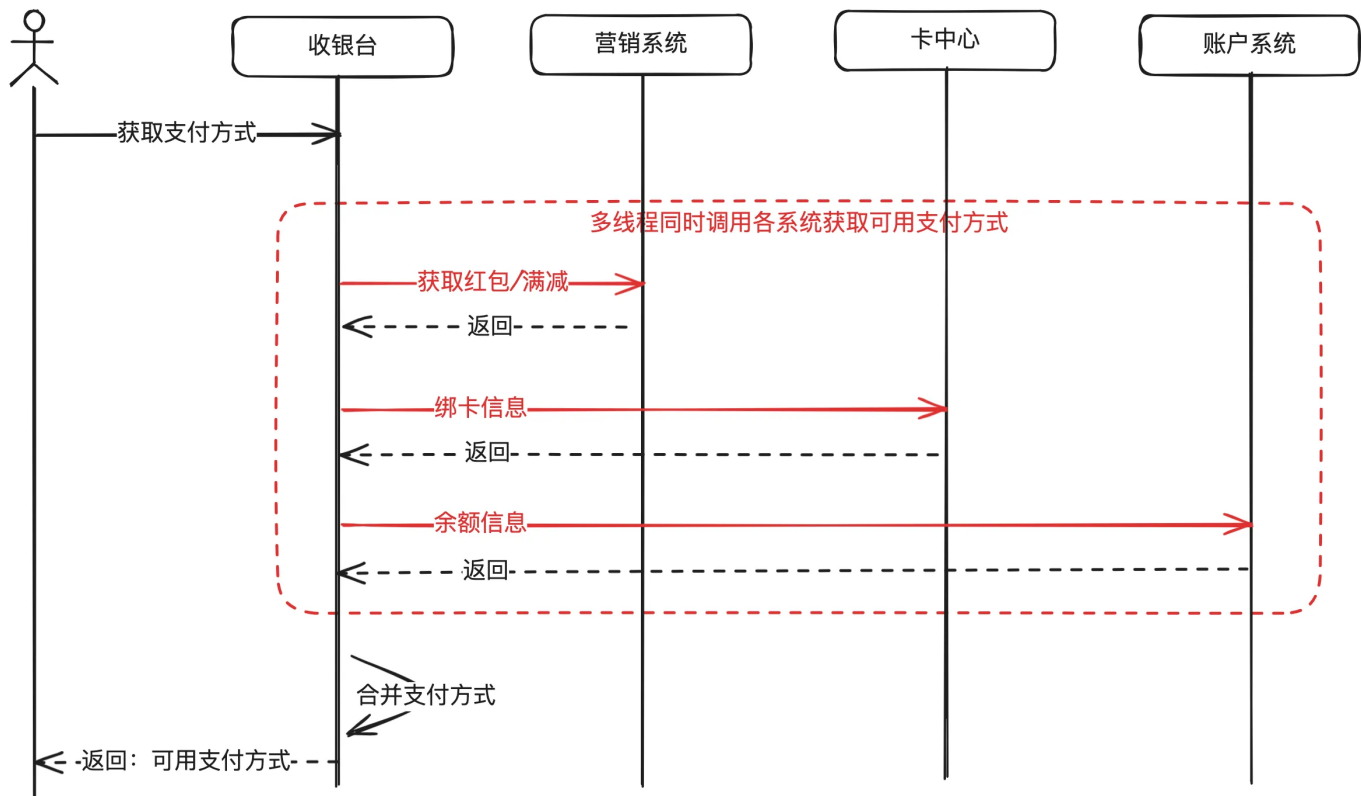 收银台
营销系统
卡中心
账户系统
获取支付方式
多线程同时调用各系统获取可用支付方式
获取红包/满减
返回
绑卡信息
返回
余额信息
返回
合并支付方式
返回：可用支付方式